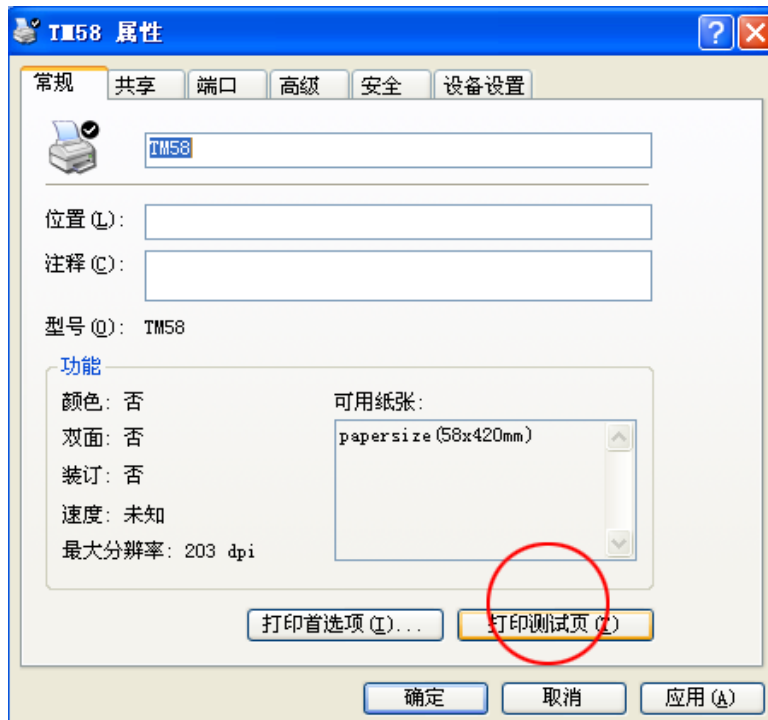 TM58 属性
常规 共享 端口 高级 安全 设备设置
TM58
位置(L):
注释(C):
型号(O): TM58
功能
颜色: 否
双面: 否
装订: 否
速度: 未知
最大分辨率: 203 dpi
可用纸张:
papersize(58x420mm)
打印首选项(I)... 打印测试页(T)
确定 取消 应用(A)